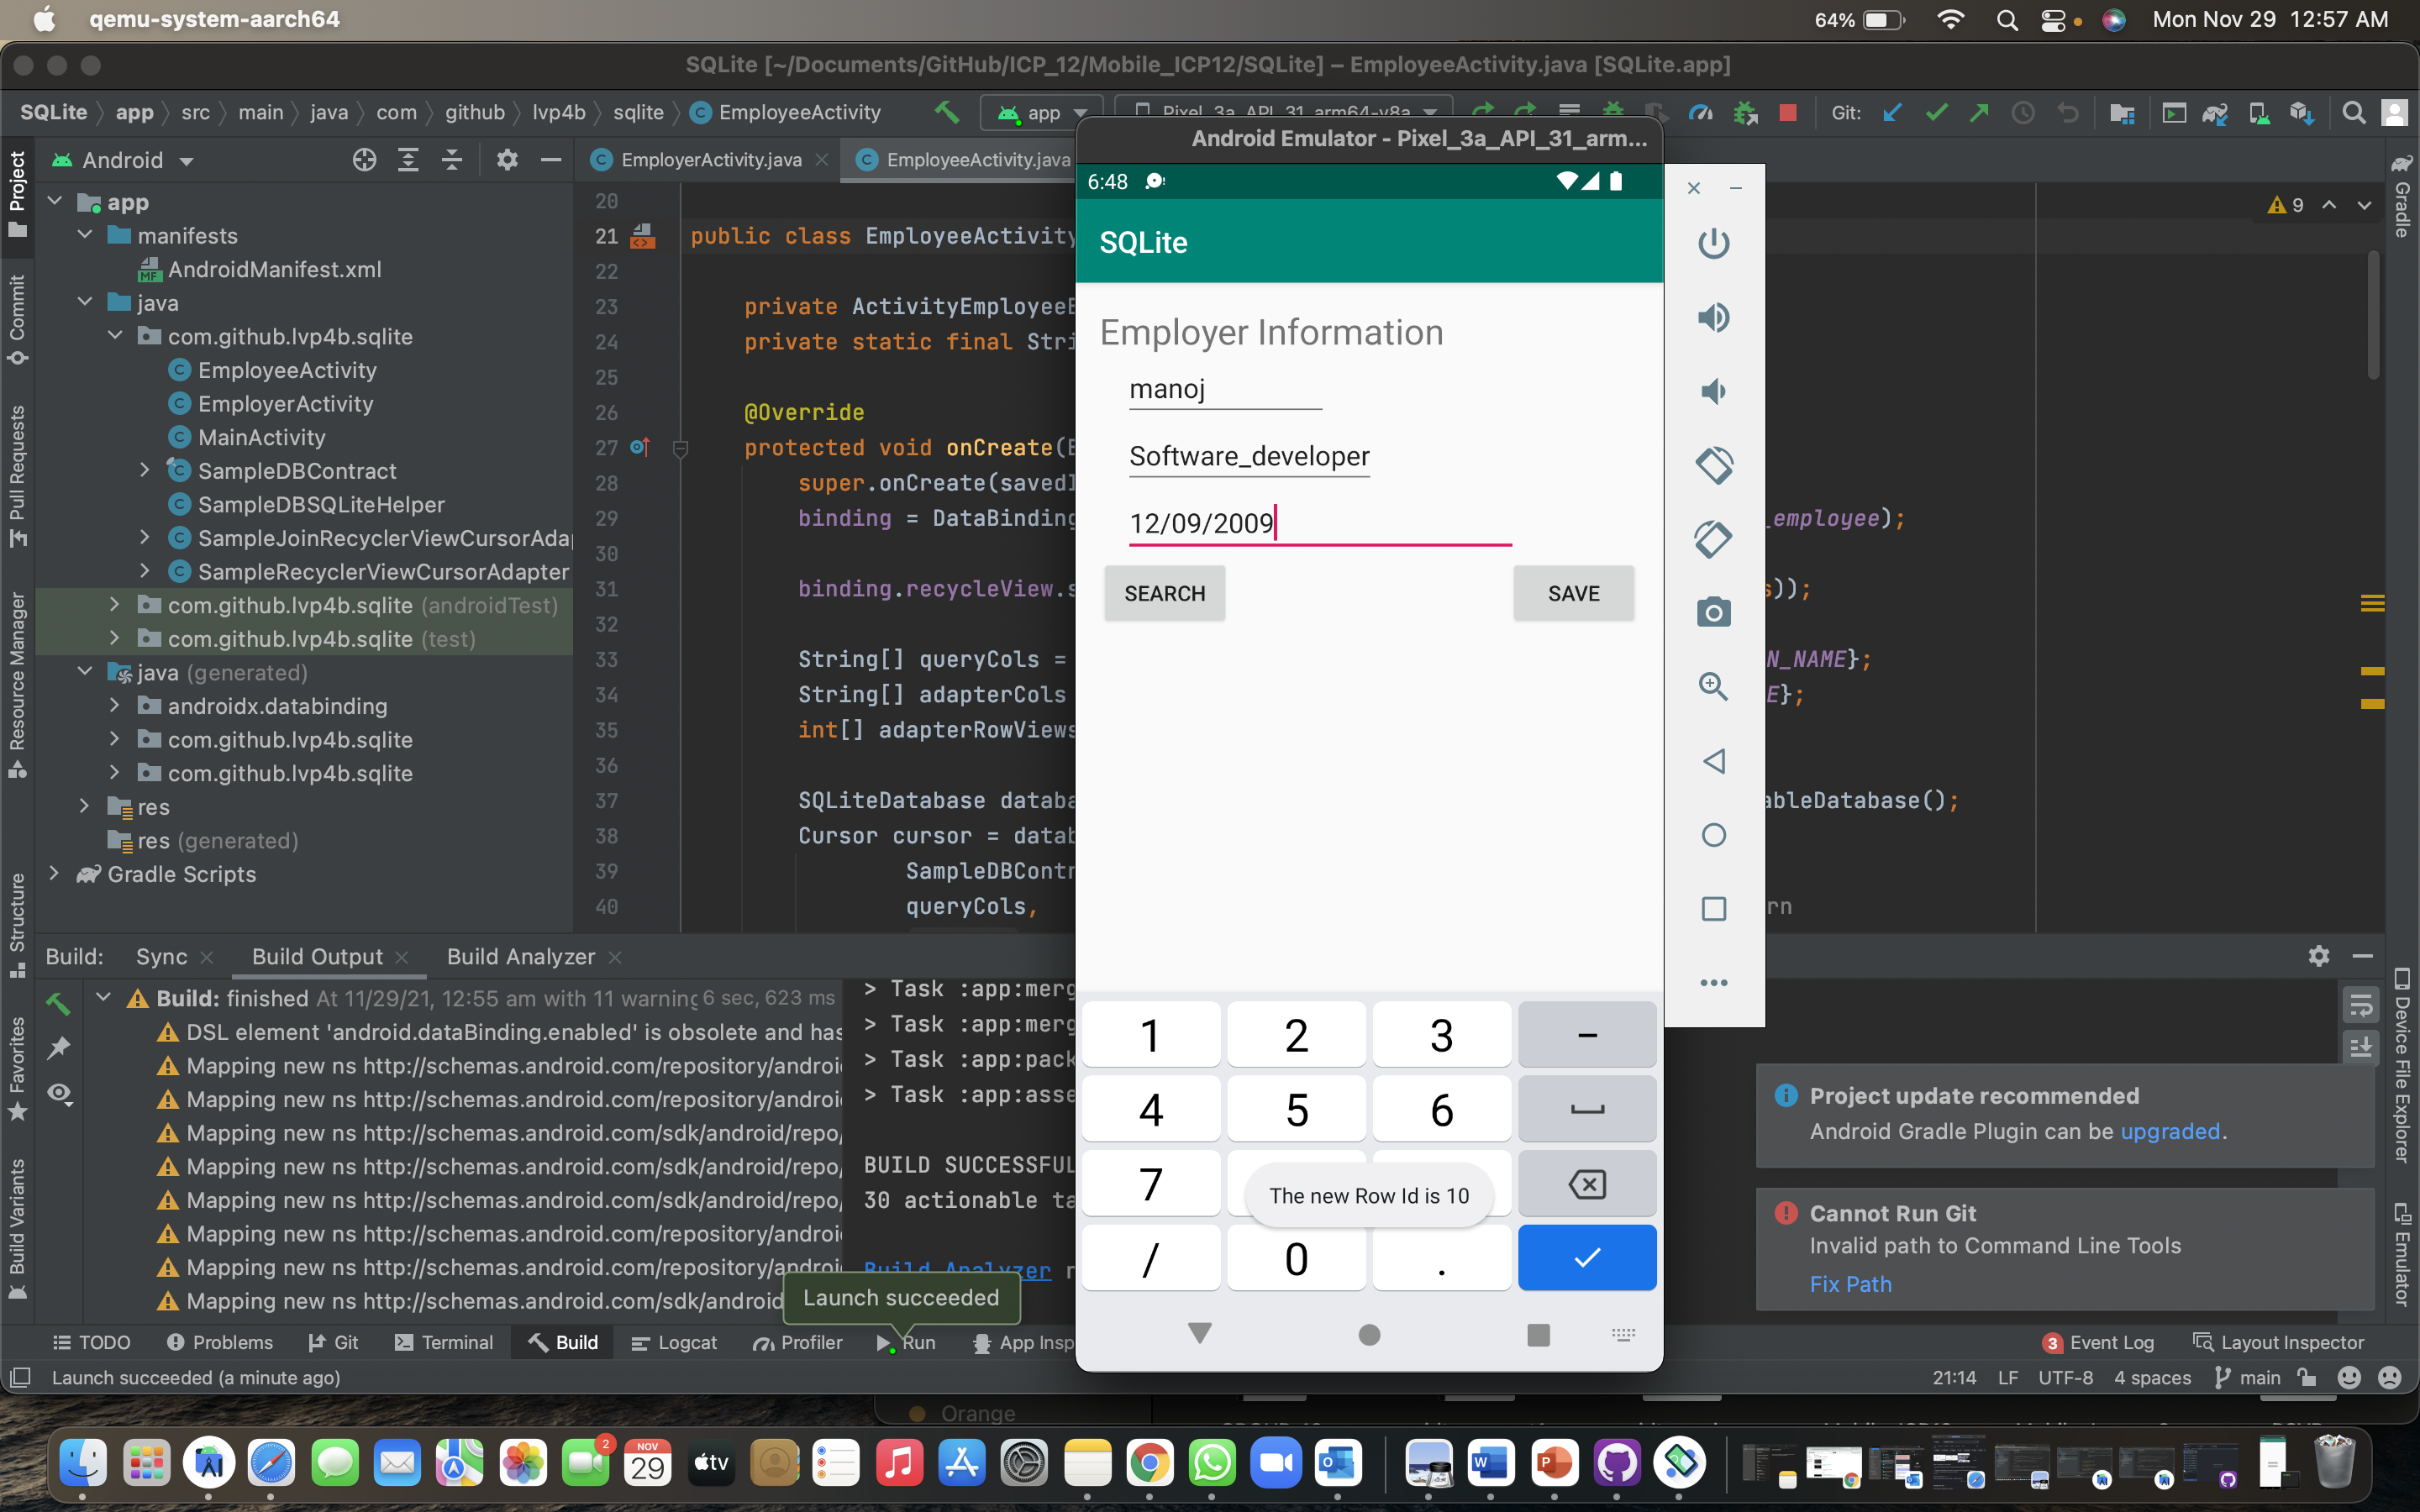 qemu-system-aarch64
64%
Mon Nov 29 12:57 AM
SQLite [~/Documents/GitHub/ICP_12/Mobile_ICP12/SQLite] – EmployeeActivity.java [SQLite.app]
SQLite app src main java com github lvp4b sqlite EmployeeActivity
app
Pixel_3a_API_31_arm64-v8a
Git:
Android
EmployerActivity.java
EmployeeActivity.java
app
manifests
AndroidManifest.xml
java
com.github.lvp4b.sqlite
EmployeeActivity
EmployerActivity
MainActivity
SampleDBContract
SampleDBSQLiteHelper
SampleJoinRecyclerViewCursorAda
SampleRecyclerViewCursorAdapter
com.github.lvp4b.sqlite (androidTest)
com.github.lvp4b.sqlite (test)
java (generated)
androidx.databinding
com.github.lvp4b.sqlite
com.github.lvp4b.sqlite
res
res (generated)
Gradle Scripts
Project
Commit
Pull Requests
Resource Manager
Structure
Favorites
Build Variants
20
21 public class EmployeeActivity
22
23 private ActivityEmployeeB
24 private static final Stri
25
26 @Override
27 protected void onCreate(B
28 super.onCreate(savedI
29 binding = DataBinding _employee);
30
31 binding.recycleView.s s));
32
33 String[] queryCols = N_NAME};
34 String[] adapterCols E};
35 int[] adapterRowViews
36
37 SQLiteDatabase databa ableDatabase();
38 Cursor cursor = datab
39 SampleDBContr
40 queryCols, rn
9
Gradle
Device File Explorer
Emulator
Android Emulator - Pixel_3a_API_31_arm...
6:48
SQLite
Employer Information
manoj
Software_developer
12/09/2009
SEARCH
SAVE
1 2 3 –
4 5 6
7
The new Row Id is 10
/ 0 .
Build: Sync Build Output Build Analyzer
Build: finished At 11/29/21, 12:55 am with 11 warning 6 sec, 623 ms
DSL element 'android.dataBinding.enabled' is obsolete and has
Mapping new ns http://schemas.android.com/repository/androi
Mapping new ns http://schemas.android.com/repository/androi
Mapping new ns http://schemas.android.com/sdk/android/repo/
Mapping new ns http://schemas.android.com/sdk/android/repo/
Mapping new ns http://schemas.android.com/sdk/android/repo/
Mapping new ns http://schemas.android.com/repository/androi
Mapping new ns http://schemas.android.com/repository/androi
Mapping new ns http://schemas.android.com/sdk/android
> Task :app:merg
> Task :app:merg
> Task :app:pack
> Task :app:asse
BUILD SUCCESSFUL
30 actionable ta
Build Analyzer r
Launch succeeded
Project update recommended
Android Gradle Plugin can be upgraded.
Cannot Run Git
Invalid path to Command Line Tools
Fix Path
TODO Problems Git Terminal Build Logcat Profiler Run App Insp
3 Event Log Layout Inspector
Launch succeeded (a minute ago)
21:14 LF UTF-8 4 spaces main
Orange
2
NOV
29
tv